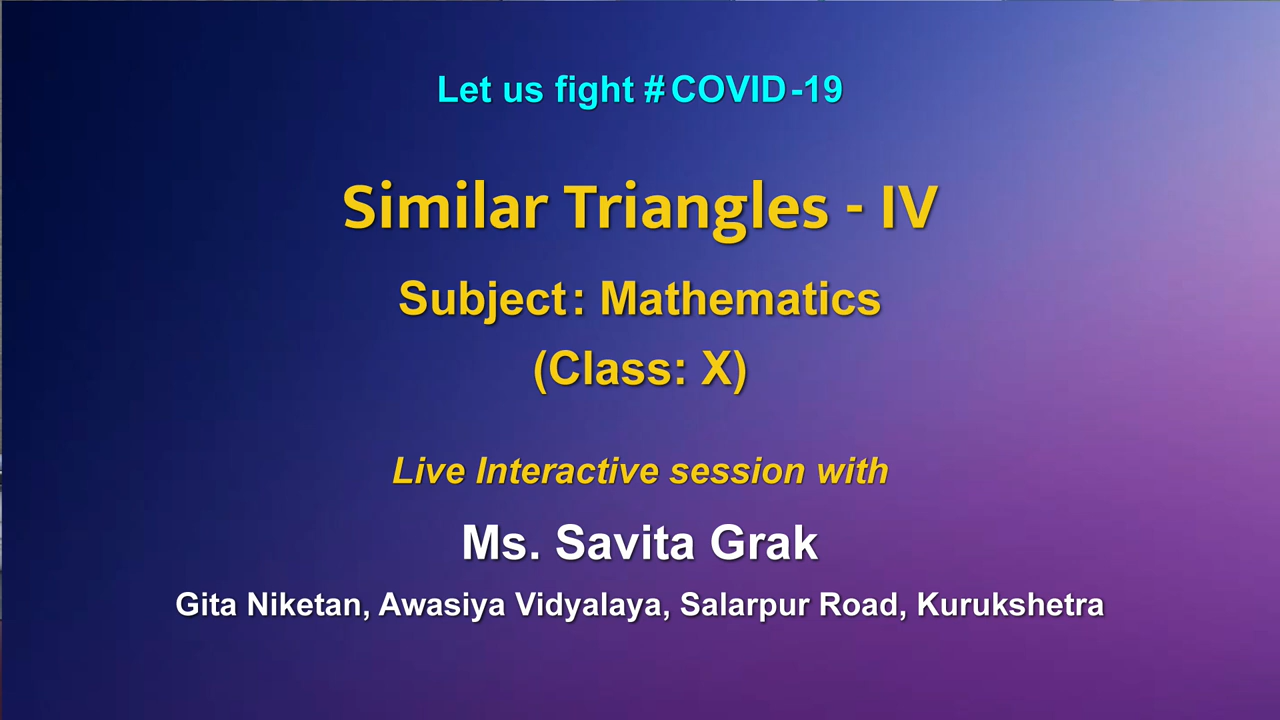 Let us fight #COVID-19
Similar Triangles - IV
Subject: Mathematics
(Class: X)
Live Interactive session with
Ms. Savita Grak
Gita Niketan, Awasiya Vidyalaya, Salarpur Road, Kurukshetra